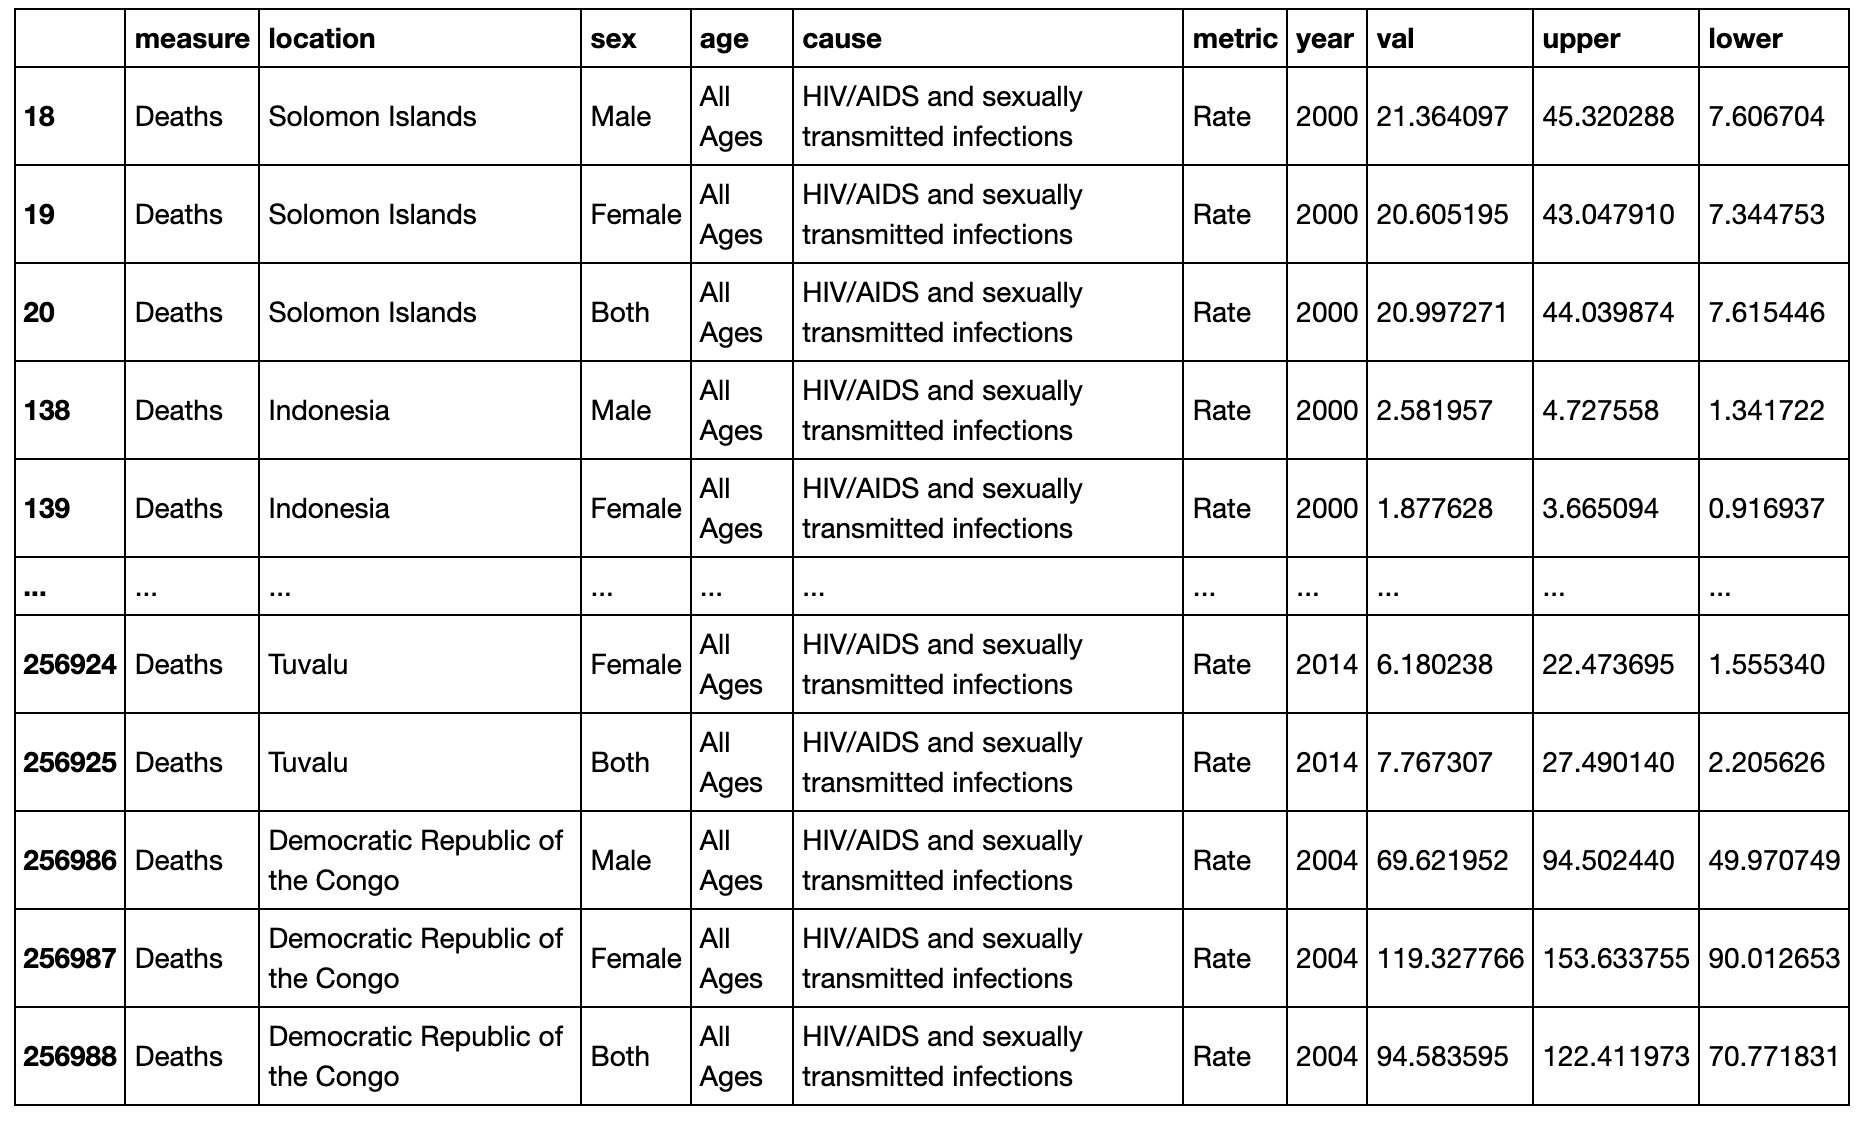 measure location sex age cause metric year val upper lower
18 Deaths Solomon Islands Male All Ages HIV/AIDS and sexually transmitted infections Rate 2000 21.364097 45.320288 7.606704
19 Deaths Solomon Islands Female All Ages HIV/AIDS and sexually transmitted infections Rate 2000 20.605195 43.047910 7.344753
20 Deaths Solomon Islands Both All Ages HIV/AIDS and sexually transmitted infections Rate 2000 20.997271 44.039874 7.615446
138 Deaths Indonesia Male All Ages HIV/AIDS and sexually transmitted infections Rate 2000 2.581957 4.727558 1.341722
139 Deaths Indonesia Female All Ages HIV/AIDS and sexually transmitted infections Rate 2000 1.877628 3.665094 0.916937
... ... ... ... ... ... ... ... ... ... ...
256924 Deaths Tuvalu Female All Ages HIV/AIDS and sexually transmitted infections Rate 2014 6.180238 22.473695 1.555340
256925 Deaths Tuvalu Both All Ages HIV/AIDS and sexually transmitted infections Rate 2014 7.767307 27.490140 2.205626
256986 Deaths Democratic Republic of the Congo Male All Ages HIV/AIDS and sexually transmitted infections Rate 2004 69.621952 94.502440 49.970749
256987 Deaths Democratic Republic of the Congo Female All Ages HIV/AIDS and sexually transmitted infections Rate 2004 119.327766 153.633755 90.012653
256988 Deaths Democratic Republic of the Congo Both All Ages HIV/AIDS and sexually transmitted infections Rate 2004 94.583595 122.411973 70.771831